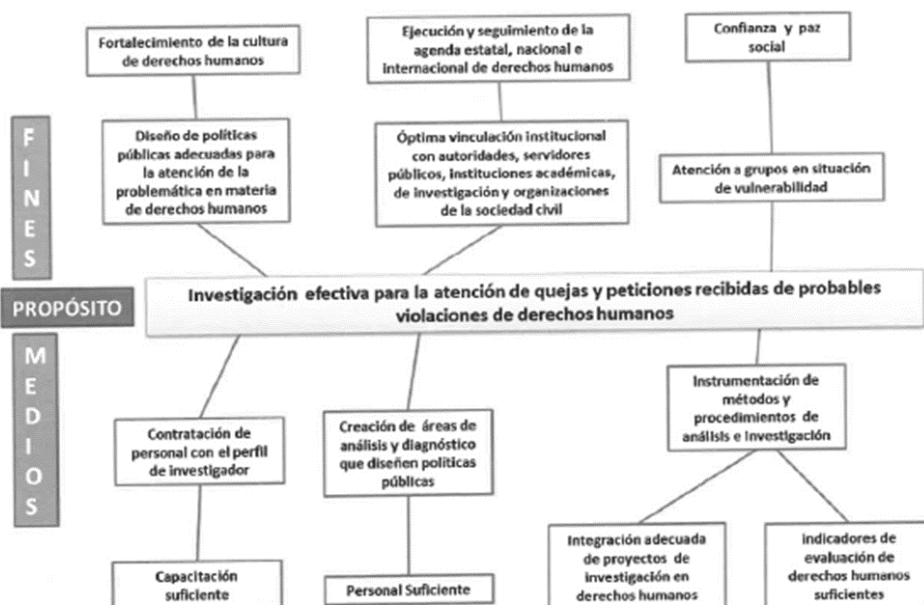 Fortalecimiento de la cultura
de derechos humanos
Ejecución y seguimiento de la
agenda estatal, nacional e
internacional de derechos humanos
Confianza y paz
social
FINES
Diseño de políticas
públicas adecuadas para
la atención de la
problemática en materia
de derechos humanos
Óptima vinculación institucional
con autoridades, servidores
públicos, instituciones académicas,
de investigación y organizaciones
de la sociedad civil
Atención a grupos en situación
de vulnerabilidad
PROPÓSITO
Investigación efectiva para la atención de quejas y peticiones recibidas de probables
violaciones de derechos humanos
MEDIOS
Contratación de
personal con el perfil
de investigador
Creación de áreas de
análisis y diagnóstico
que diseñen políticas
públicas
Instrumentación de
métodos y
procedimientos de
análisis e Investigación
Capacitación
suficiente
Personal Suficiente
Integración adecuada
de proyectos de
investigación en
derechos humanos
indicadores de
evaluación de
derechos humanos
suficientes